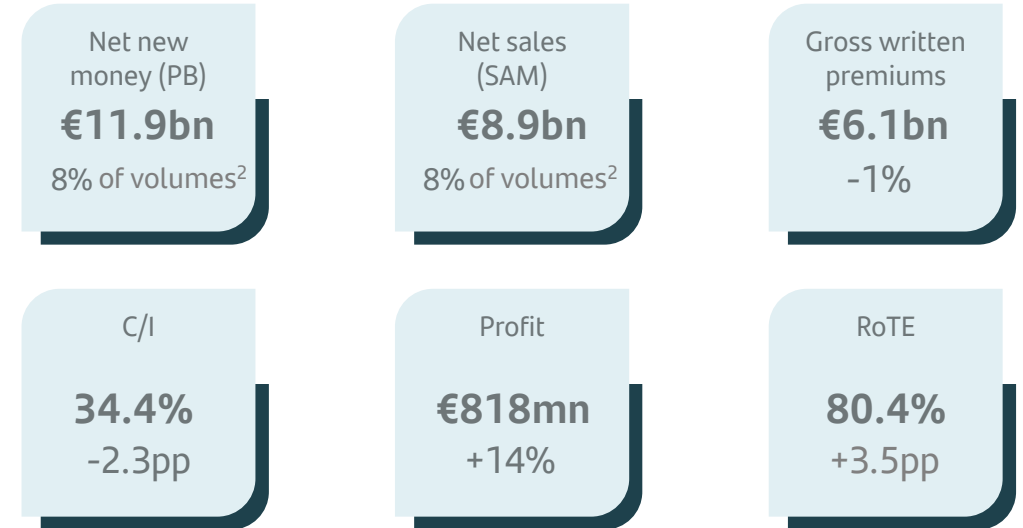 Net new
money (PB)
€11.9bn
8% of volumes2
Net sales
(SAM)
€8.9bn
8% of volumes2
Gross written
premiums
€6.1bn
-1%
C/I
34.4%
-2.3pp
Profit
€818mn
+14%
RoTE
80.4%
+3.5pp